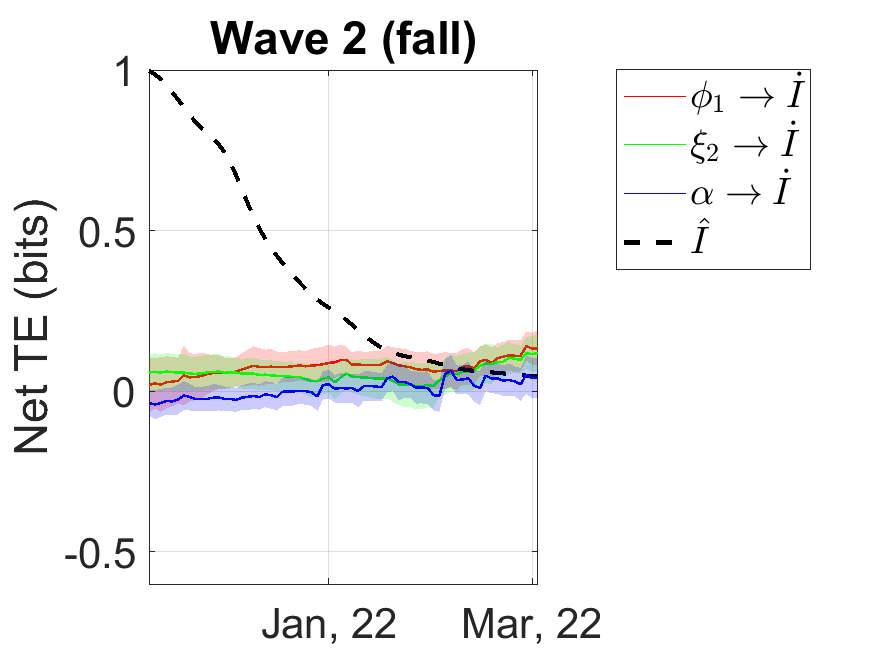 Wave 2 (fall)
Net TE (bits)
1
0.5
0
-0.5
Jan, 22
Mar, 22
ϕ₁ → İ
ξ₂ → İ
α → İ
Î